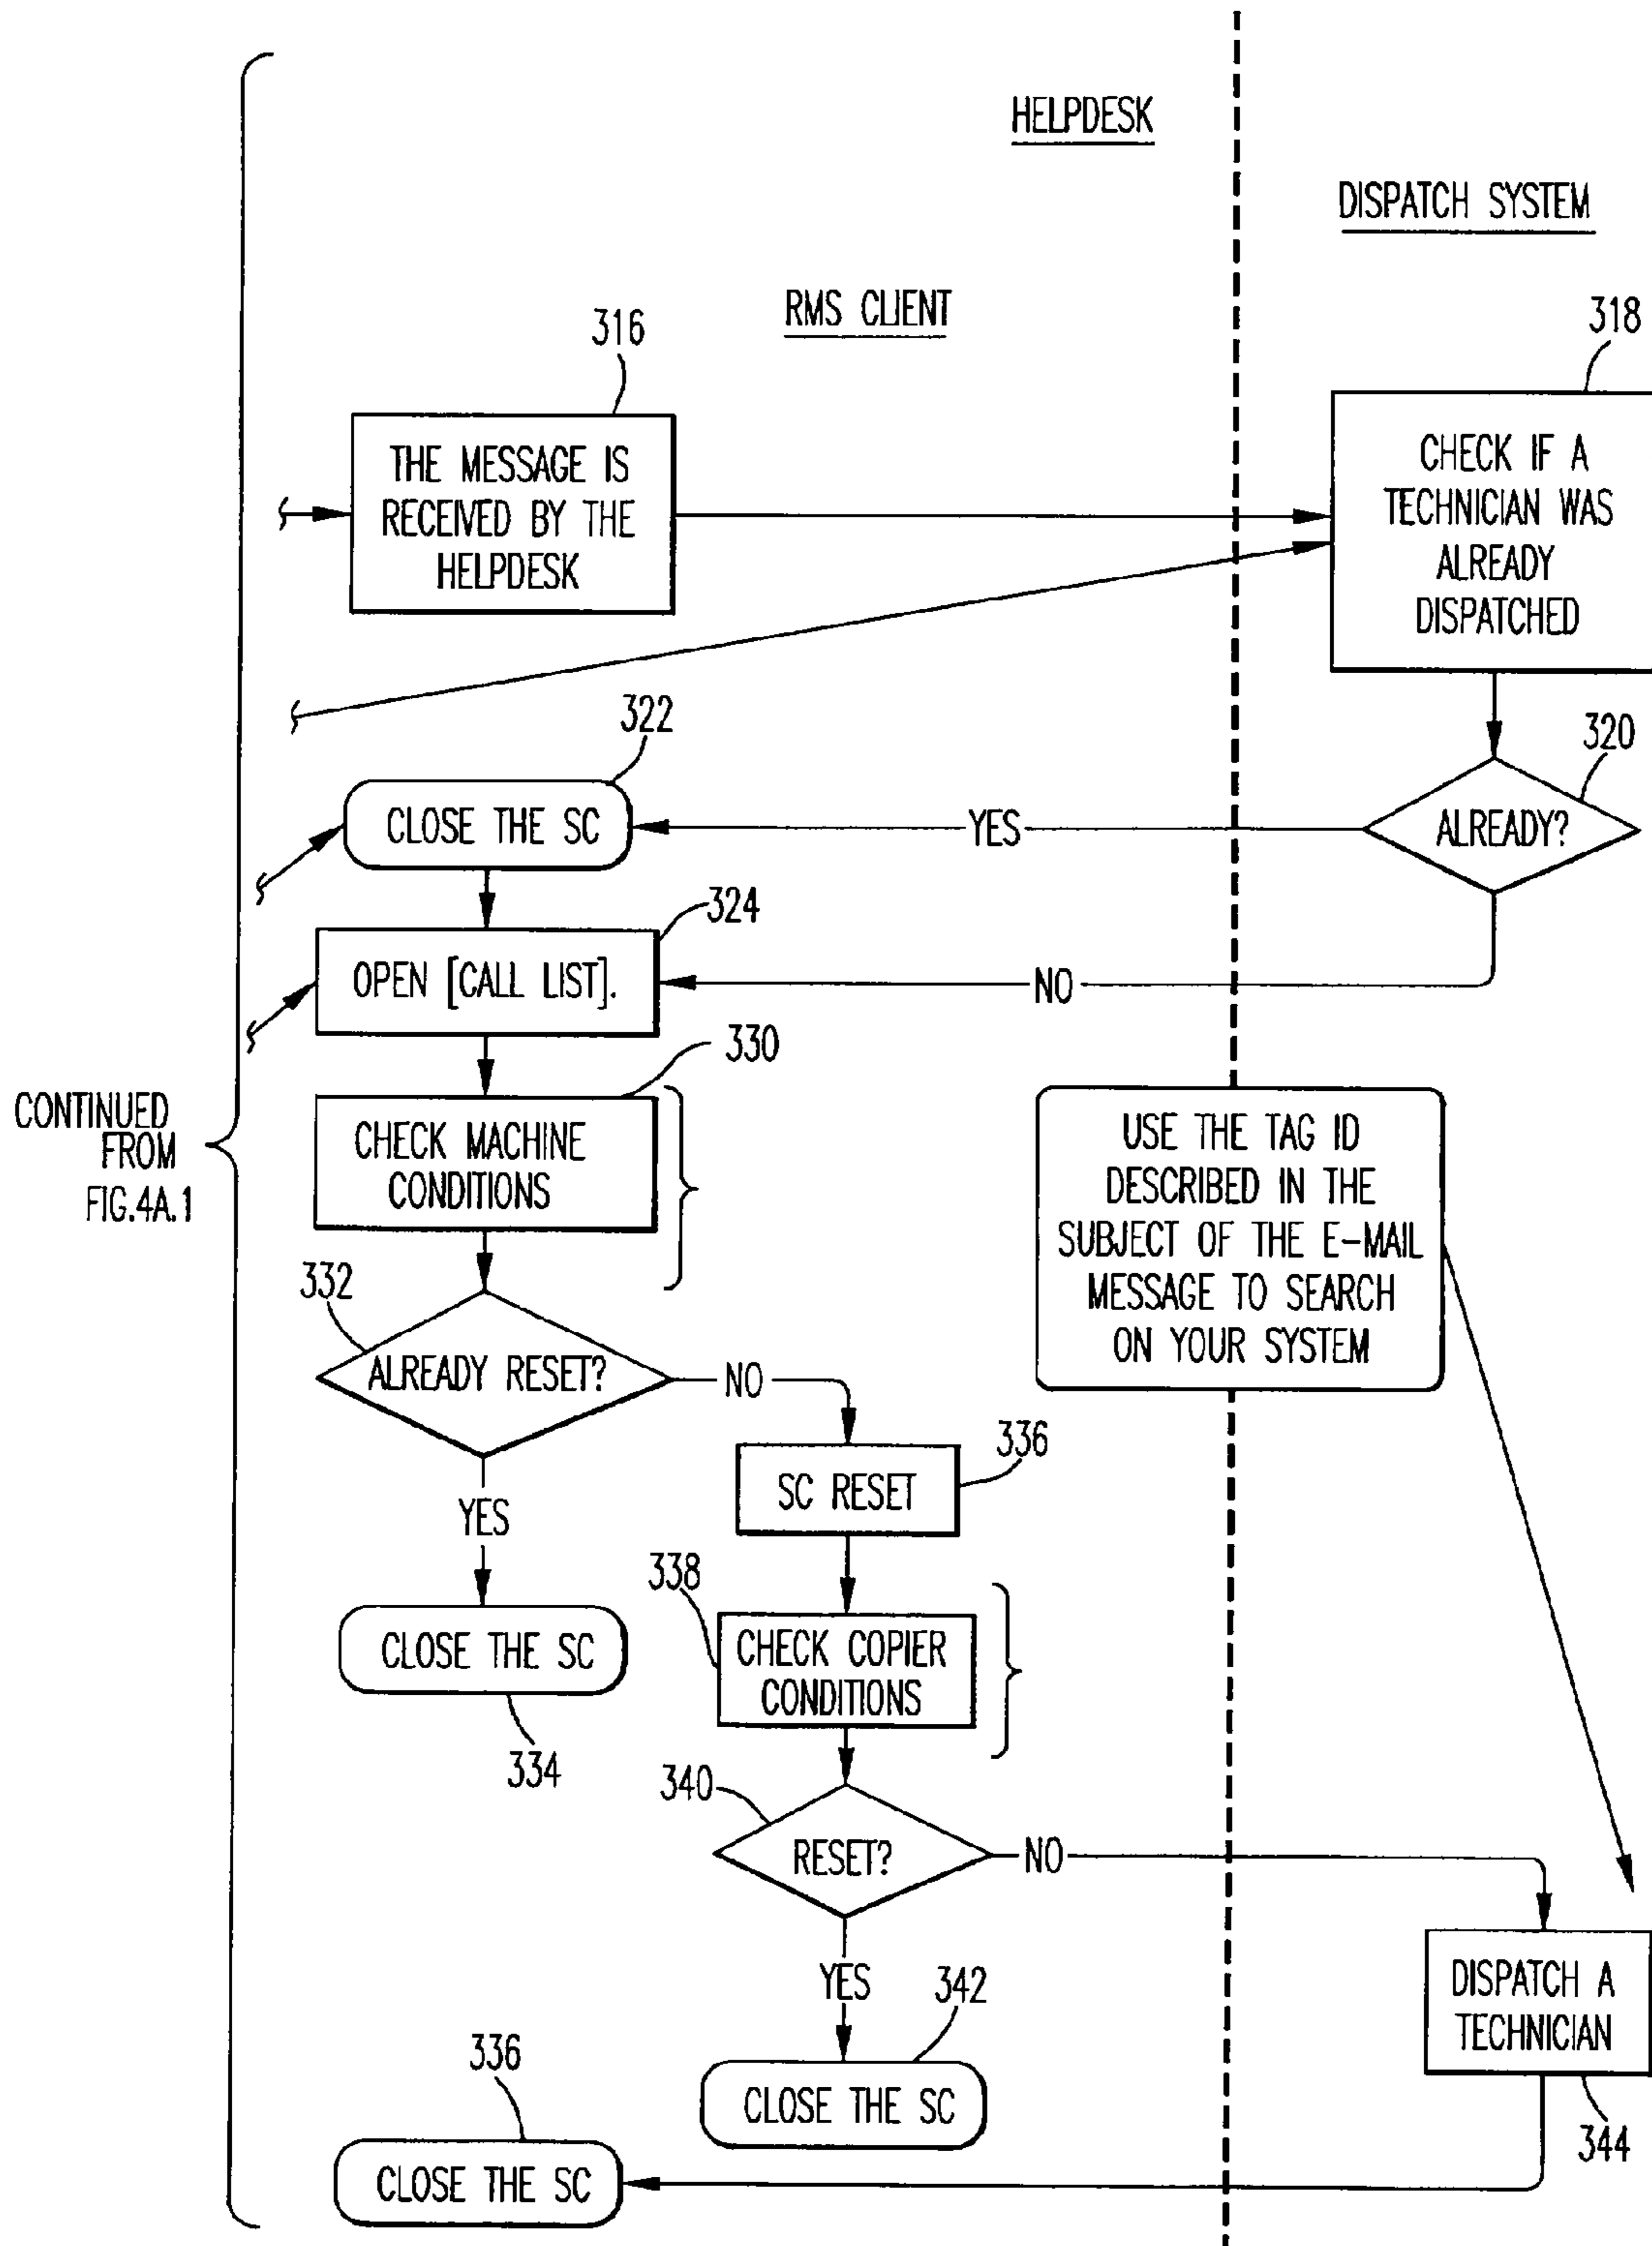 HELPDESK
DISPATCH SYSTEM
RMS CLIENT
316
318
THE MESSAGE IS
RECEIVED BY THE
HELPDESK
CHECK IF A
TECHNICIAN WAS
ALREADY
DISPATCHED
322
320
CLOSE THE SC
YES
ALREADY?
324
OPEN [CALL LIST].
NO
330
CONTINUED
FROM
FIG.4A.1
CHECK MACHINE
CONDITIONS
USE THE TAG ID
DESCRIBED IN THE
SUBJECT OF THE E-MAIL
MESSAGE TO SEARCH
ON YOUR SYSTEM
332
ALREADY RESET?
NO
336
SC RESET
YES
338
CHECK COPIER
CONDITIONS
CLOSE THE SC
334
340
RESET?
NO
YES
342
DISPATCH A
TECHNICIAN
336
CLOSE THE SC
344
CLOSE THE SC